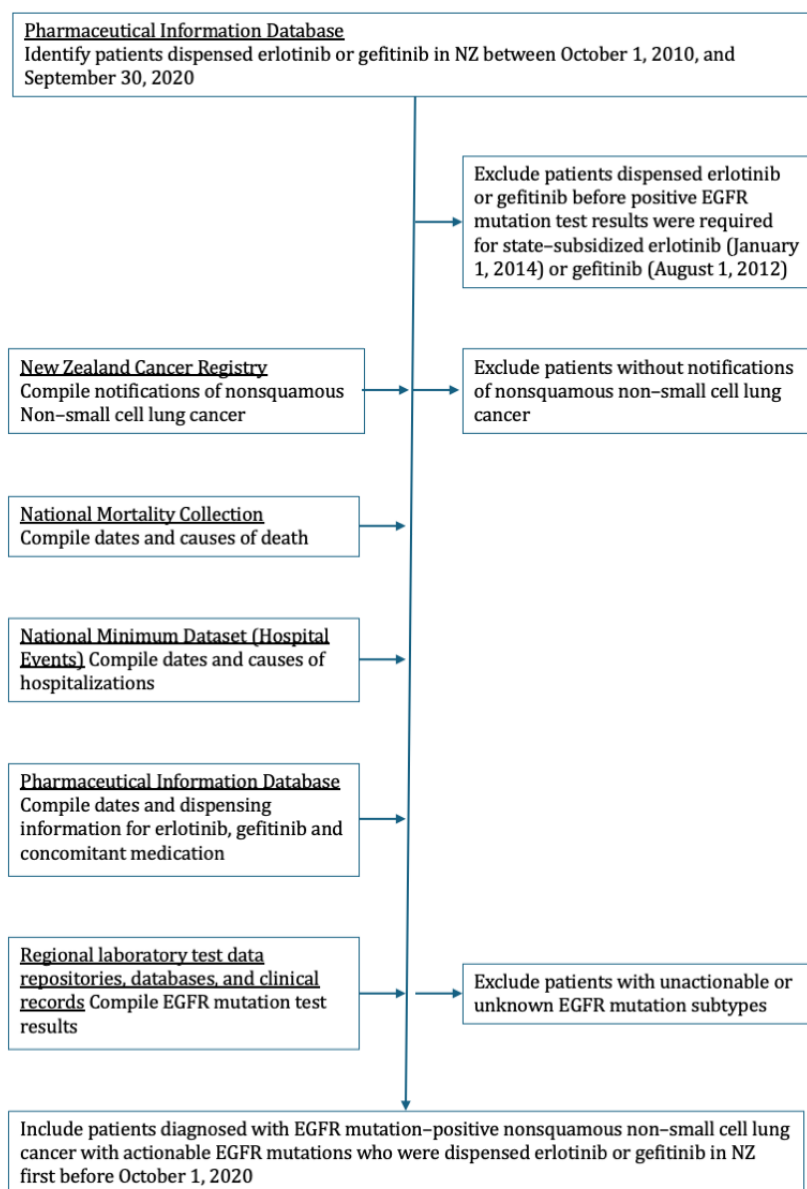 Pharmaceutical Information Database
Identify patients dispensed erlotinib or gefitinib in NZ between October 1, 2010, and
September 30, 2020
Exclude patients dispensed erlotinib
or gefitinib before positive EGFR
mutation test results were required
for state–subsidized erlotinib (January
1, 2014) or gefitinib (August 1, 2012)
New Zealand Cancer Registry
Compile notifications of nonsquamous
Non–small cell lung cancer
Exclude patients without notifications
of nonsquamous non–small cell lung
cancer
National Mortality Collection
Compile dates and causes of death
National Minimum Dataset (Hospital
Events) Compile dates and causes of
hospitalizations
Pharmaceutical Information Database
Compile dates and dispensing
information for erlotinib, gefitinib and
concomitant medication
Regional laboratory test data
repositories, databases, and clinical
records Compile EGFR mutation test
results
Exclude patients with unactionable or
unknown EGFR mutation subtypes
Include patients diagnosed with EGFR mutation–positive nonsquamous non–small cell lung
cancer with actionable EGFR mutations who were dispensed erlotinib or gefitinib in NZ
first before October 1, 2020